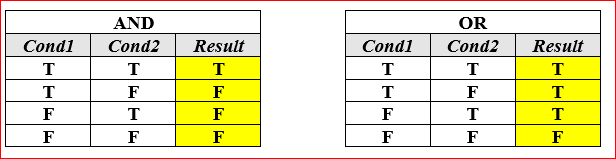 AND
Cond1 Cond2 Result
T T T
T F F
F T F
F F F
OR
Cond1 Cond2 Result
T T T
T F T
F T T
F F F